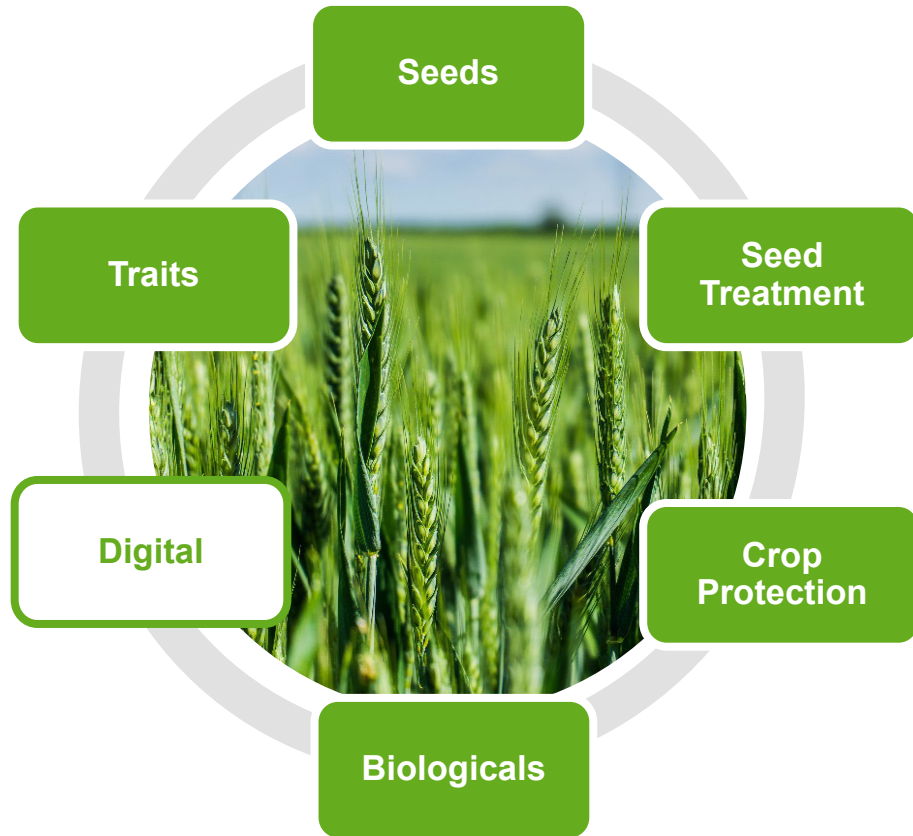 Seeds
Traits
Seed
Treatment
Digital
Crop
Protection
Biologicals